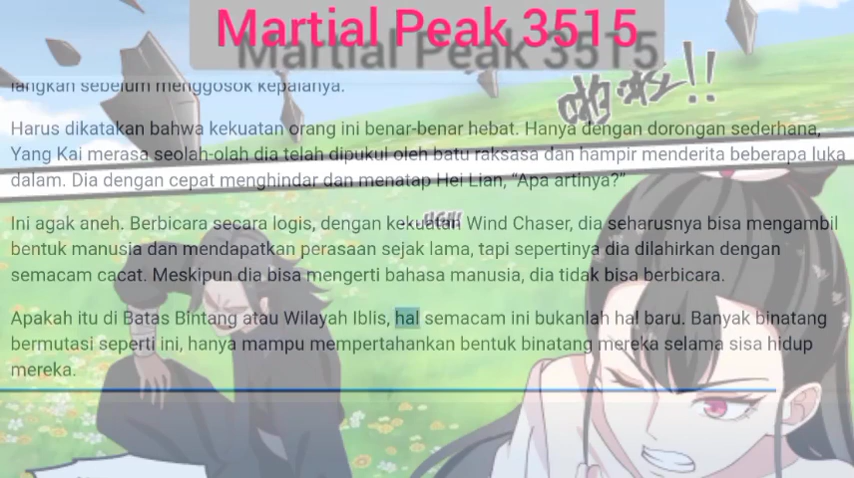 Martial Peak 3515
Martial Peak 3515
langkah sebelum menggosok kepalanya.
Harus dikatakan bahwa kekuatan orang ini benar-benar hebat. Hanya dengan dorongan sederhana,
Yang Kai merasa seolah-olah dia telah dipukul oleh batu raksasa dan hampir menderita beberapa luka
dalam. Dia dengan cepat menghindar dan menatap Hei Lian, “Apa artinya?”
Ini agak aneh. Berbicara secara logis, dengan kekuatan Wind Chaser, dia seharusnya bisa mengambil
bentuk manusia dan mendapatkan perasaan sejak lama, tapi sepertinya dia dilahirkan dengan
semacam cacat. Meskipun dia bisa mengerti bahasa manusia, dia tidak bisa berbicara.
Apakah itu di Batas Bintang atau Wilayah Iblis, hal semacam ini bukanlah hal baru. Banyak binatang
bermutasi seperti ini, hanya mampu mempertahankan bentuk binatang mereka selama sisa hidup
mereka.